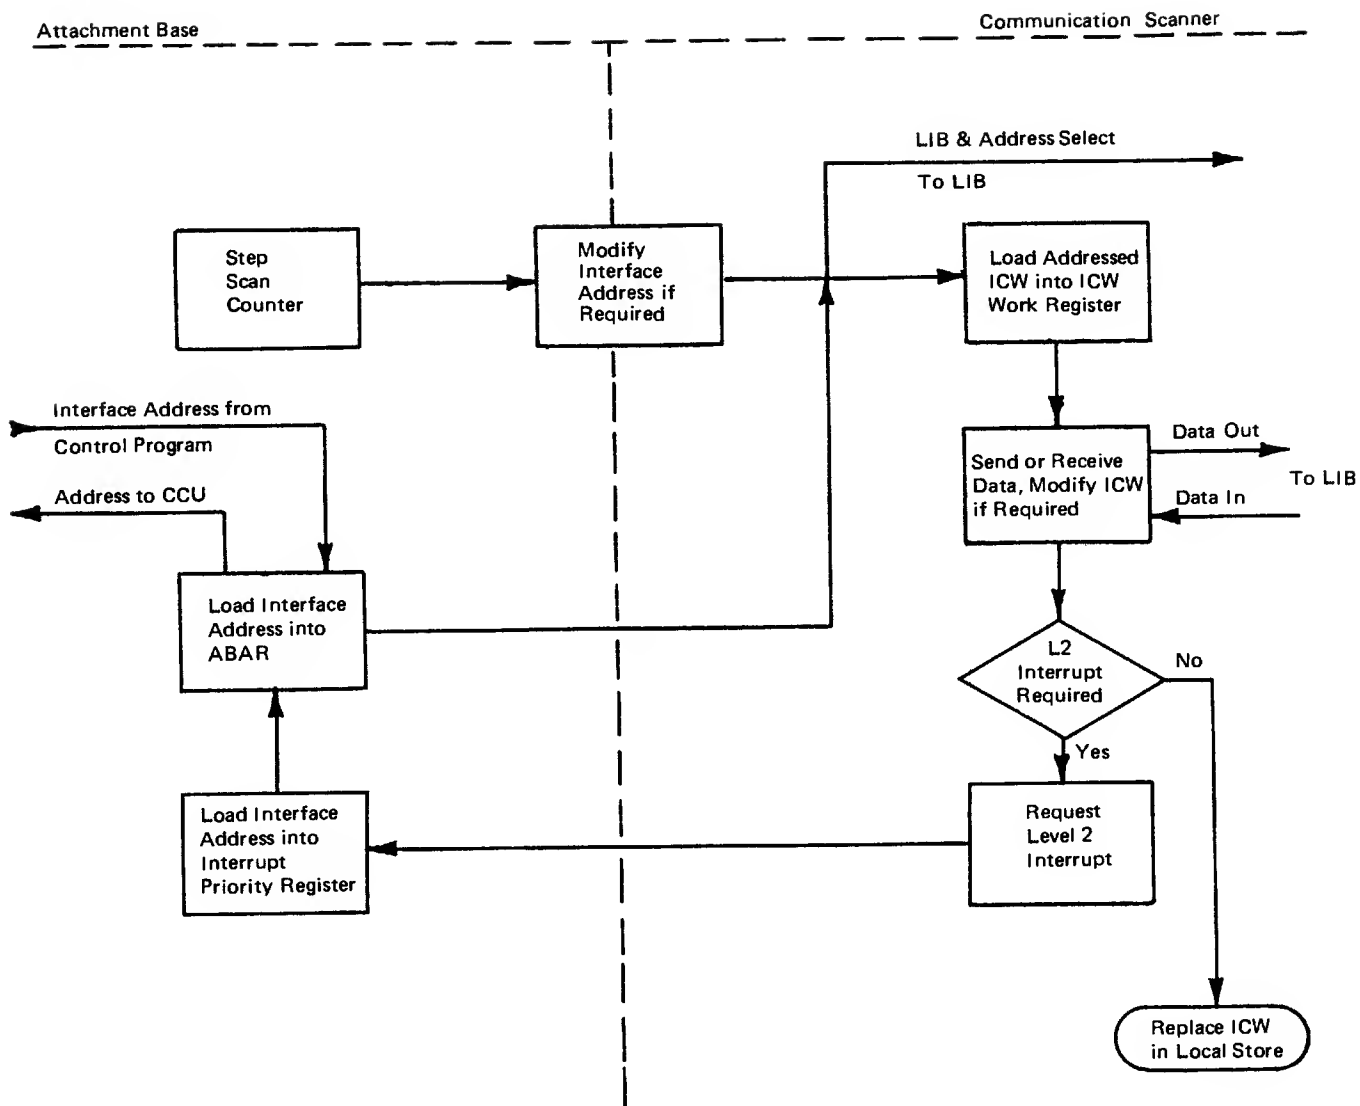 Attachment Base
Communication Scanner
LIB & Address Select
To LIB
Step
Scan
Counter
Modify
Interface
Address if
Required
Load Addressed
ICW into ICW
Work Register
Interface Address from
Control Program
Address to CCU
Send or Receive
Data, Modify ICW
if Required
Data Out
To LIB
Data In
Load Interface
Address into
ABAR
L2
Interrupt
Required
No
Yes
Load Interface
Address into
Interrupt
Priority Register
Request
Level 2
Interrupt
Replace ICW
in Local Store